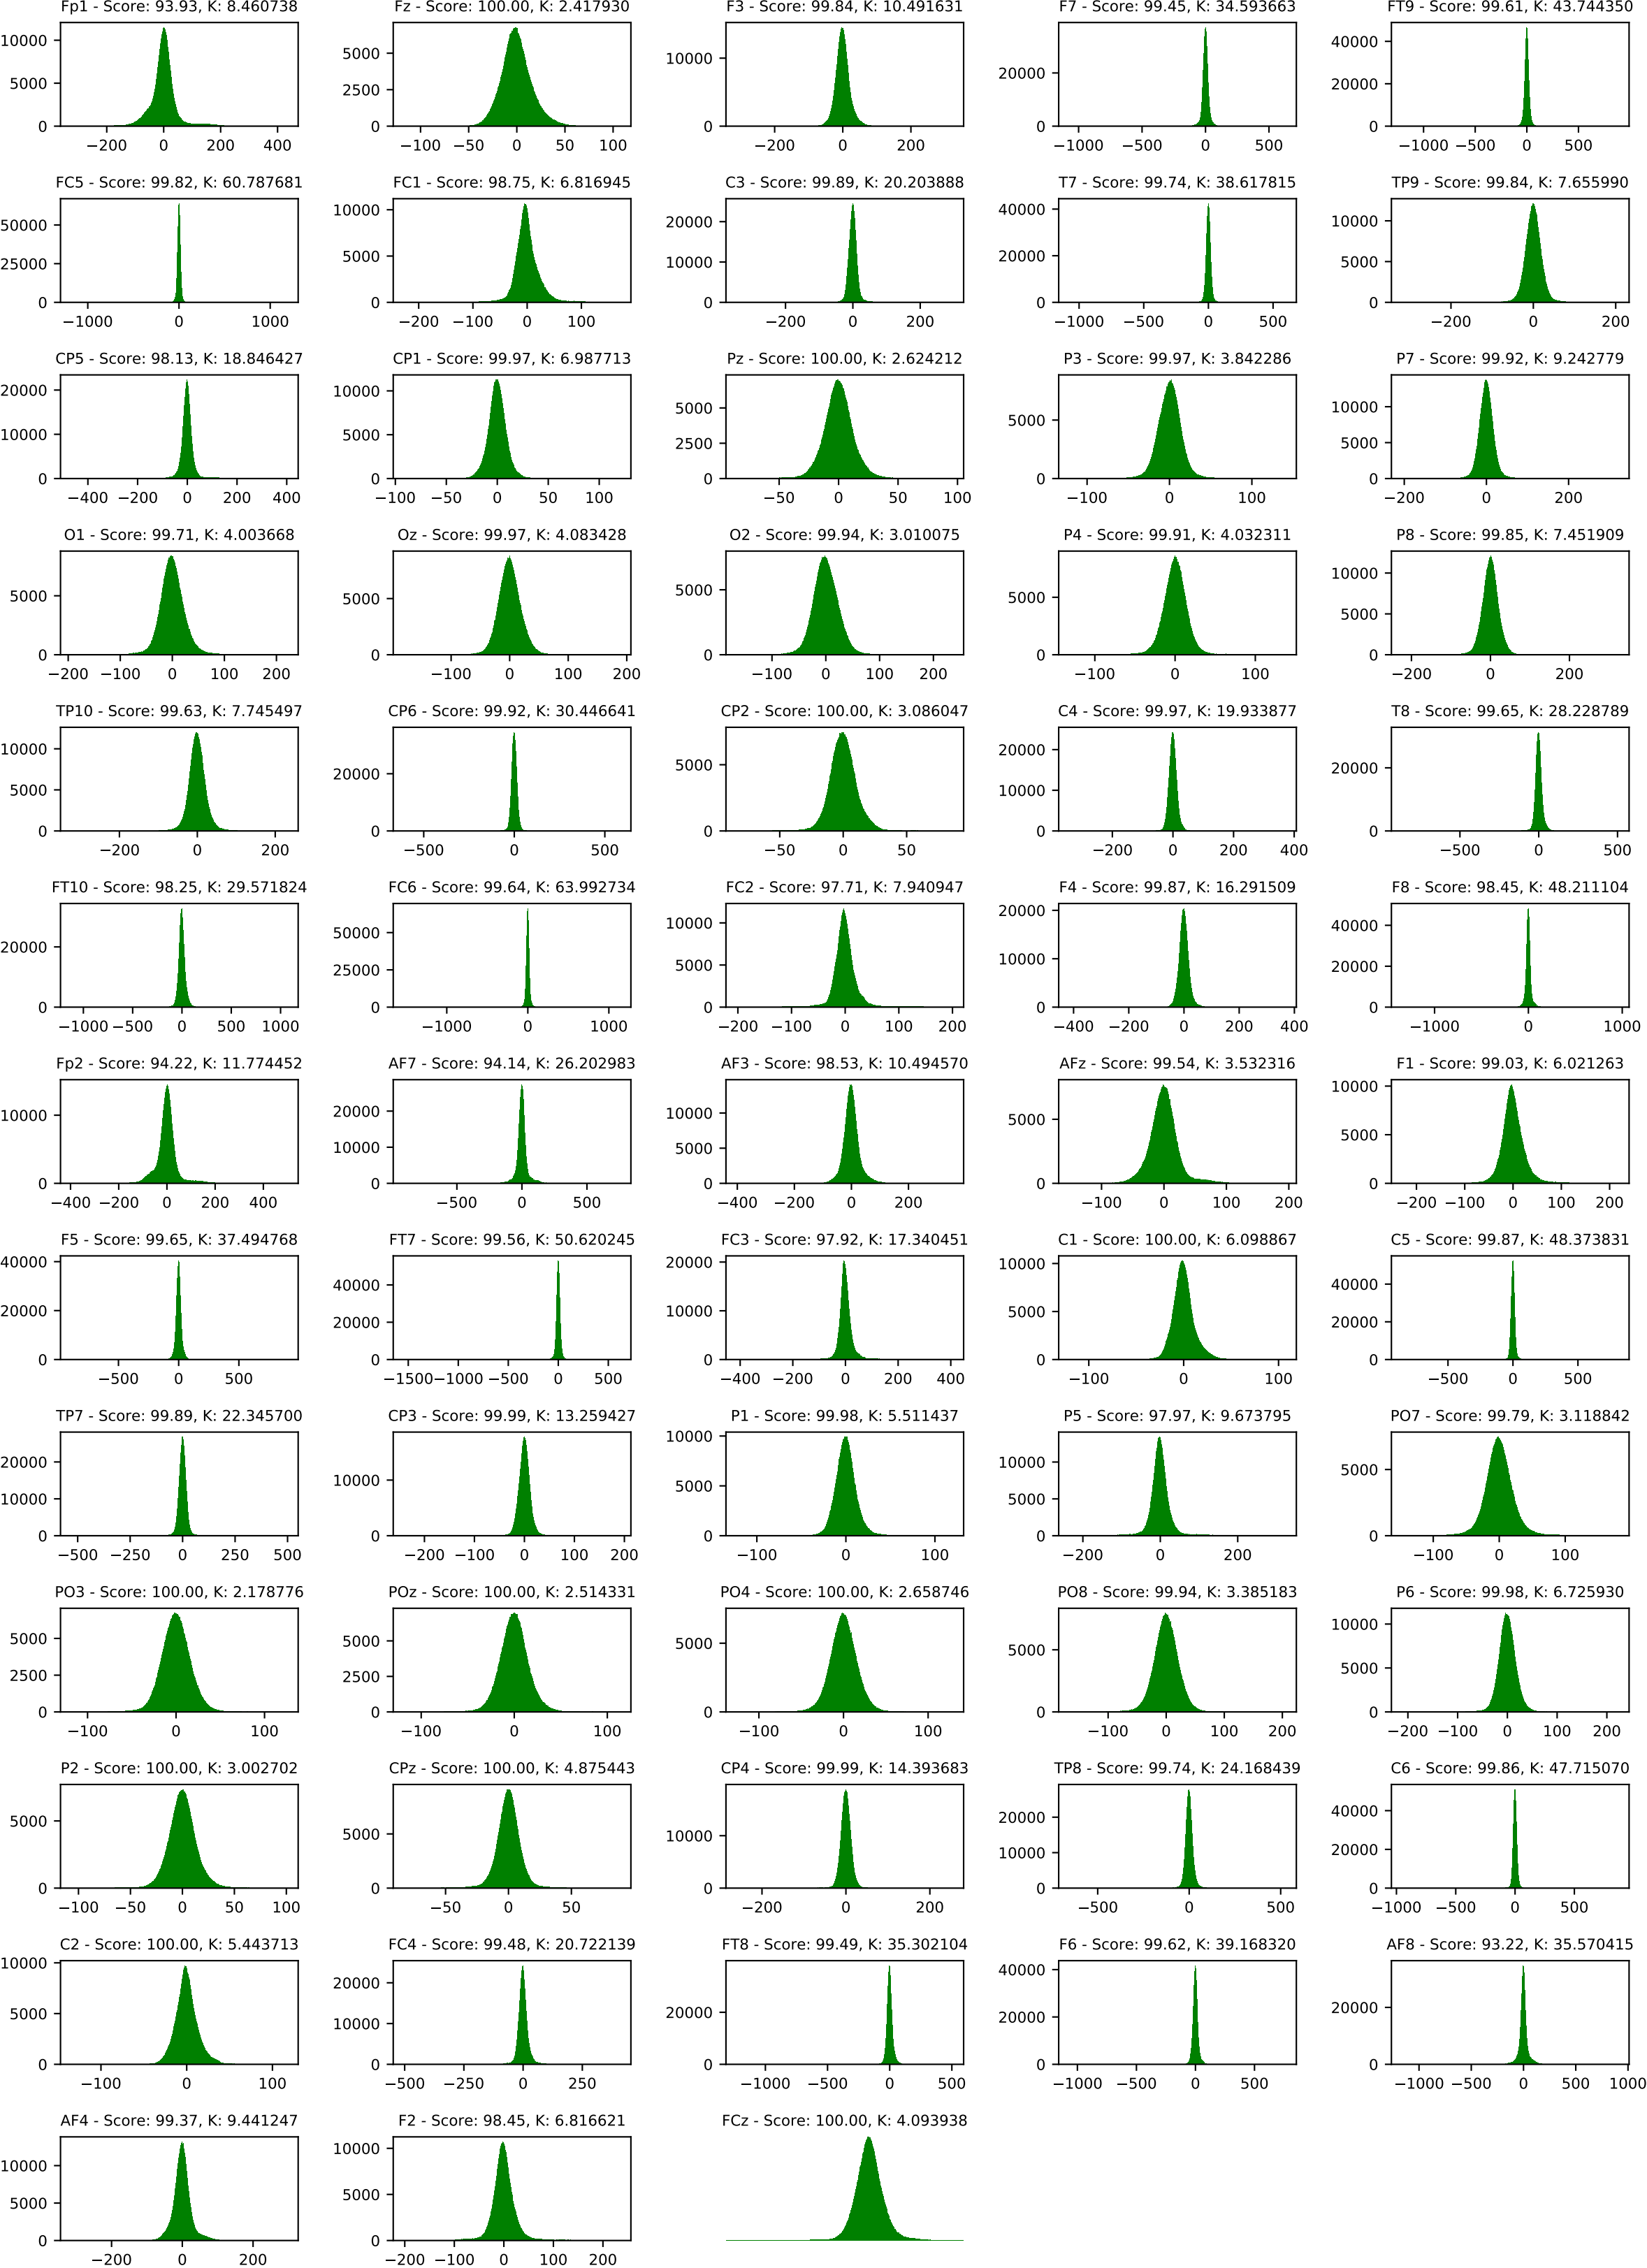 Fp1 - Score: 93.93, K: 8.460738
10000
5000
0
−200 0 200 400
Fz - Score: 100.00, K: 2.417930
5000
2500
0
−100 −50 0 50 100
F3 - Score: 99.84, K: 10.491631
10000
0
−200 0 200
F7 - Score: 99.45, K: 34.593663
20000
0
−1000 −500 0 500
FT9 - Score: 99.61, K: 43.744350
40000
20000
0
−1000 −500 0 500
FC5 - Score: 99.82, K: 60.787681
50000
25000
0
−1000 0 1000
FC1 - Score: 98.75, K: 6.816945
10000
5000
0
−200 −100 0 100
C3 - Score: 99.89, K: 20.203888
20000
10000
0
−200 0 200
T7 - Score: 99.74, K: 38.617815
40000
20000
0
−1000 −500 0 500
TP9 - Score: 99.84, K: 7.655990
10000
5000
0
−200 0 200
CP5 - Score: 98.13, K: 18.846427
20000
10000
0
−400 −200 0 200 400
CP1 - Score: 99.97, K: 6.987713
10000
5000
0
−100 −50 0 50 100
Pz - Score: 100.00, K: 2.624212
5000
2500
0
−50 0 50 100
P3 - Score: 99.97, K: 3.842286
5000
0
−100 0 100
P7 - Score: 99.92, K: 9.242779
10000
5000
0
−200 0 200
O1 - Score: 99.71, K: 4.003668
5000
0
−200 −100 0 100 200
Oz - Score: 99.97, K: 4.083428
5000
0
−100 0 100 200
O2 - Score: 99.94, K: 3.010075
5000
0
−100 0 100 200
P4 - Score: 99.91, K: 4.032311
5000
0
−100 0 100
P8 - Score: 99.85, K: 7.451909
10000
5000
0
−200 0 200
TP10 - Score: 99.63, K: 7.745497
10000
5000
0
−200 0 200
CP6 - Score: 99.92, K: 30.446641
20000
0
−500 0 500
CP2 - Score: 100.00, K: 3.086047
5000
0
−50 0 50
C4 - Score: 99.97, K: 19.933877
20000
10000
0
−200 0 200 400
T8 - Score: 99.65, K: 28.228789
20000
0
−500 0 500
FT10 - Score: 98.25, K: 29.571824
20000
0
−1000 −500 0 500 1000
FC6 - Score: 99.64, K: 63.992734
50000
25000
0
−1000 0 1000
FC2 - Score: 97.71, K: 7.940947
10000
5000
0
−200 −100 0 100 200
F4 - Score: 99.87, K: 16.291509
20000
10000
0
−400 −200 0 200 400
F8 - Score: 98.45, K: 48.211104
40000
20000
0
−1000 0 1000
Fp2 - Score: 94.22, K: 11.774452
10000
0
−400 −200 0 200 400
AF7 - Score: 94.14, K: 26.202983
20000
10000
0
−500 0 500
AF3 - Score: 98.53, K: 10.494570
10000
5000
0
−400 −200 0 200
AFz - Score: 99.54, K: 3.532316
5000
0
−100 0 100 200
F1 - Score: 99.03, K: 6.021263
10000
5000
0
−200 −100 0 100 200
F5 - Score: 99.65, K: 37.494768
40000
20000
0
−500 0 500
FT7 - Score: 99.56, K: 50.620245
40000
20000
0
−1500 −1000 −500 0 500
FC3 - Score: 97.92, K: 17.340451
20000
10000
0
−400 −200 0 200 400
C1 - Score: 100.00, K: 6.098867
10000
5000
0
−100 0 100
C5 - Score: 99.87, K: 48.373831
40000
20000
0
−500 0 500
TP7 - Score: 99.89, K: 22.345700
20000
10000
0
−500 −250 0 250 500
CP3 - Score: 99.99, K: 13.259427
10000
0
−200 −100 0 100 200
P1 - Score: 99.98, K: 5.511437
10000
5000
0
−100 0 100
P5 - Score: 97.97, K: 9.673795
10000
5000
0
−200 0 200
PO7 - Score: 99.79, K: 3.118842
5000
0
−100 0 100
PO3 - Score: 100.00, K: 2.178776
5000
2500
0
−100 0 100
POz - Score: 100.00, K: 2.514331
5000
2500
0
−100 0 100
PO4 - Score: 100.00, K: 2.658746
5000
0
−100 0 100
PO8 - Score: 99.94, K: 3.385183
5000
0
−100 0 100 200
P6 - Score: 99.98, K: 6.725930
10000
5000
0
−200 −100 0 100 200
P2 - Score: 100.00, K: 3.002702
5000
0
−100 −50 0 50 100
CPz - Score: 100.00, K: 4.875443
5000
0
−50 0 50
CP4 - Score: 99.99, K: 14.393683
10000
0
−200 0 200
TP8 - Score: 99.74, K: 24.168439
20000
10000
0
−500 0 500
C6 - Score: 99.86, K: 47.715070
40000
20000
0
−1000 −500 0 500
C2 - Score: 100.00, K: 5.443713
10000
5000
0
−100 0 100
FC4 - Score: 99.48, K: 20.722139
20000
10000
0
−500 −250 0 250
FT8 - Score: 99.49, K: 35.302104
20000
0
−1000 −500 0 500
F6 - Score: 99.62, K: 39.168320
40000
20000
0
−1000 −500 0 500
AF8 - Score: 93.22, K: 35.570415
20000
0
−1000 −500 0 500 1000
AF4 - Score: 99.37, K: 9.441247
10000
5000
0
−200 0 200
F2 - Score: 98.45, K: 6.816621
10000
5000
0
−200 −100 0 100 200
FCz - Score: 100.00, K: 4.093938